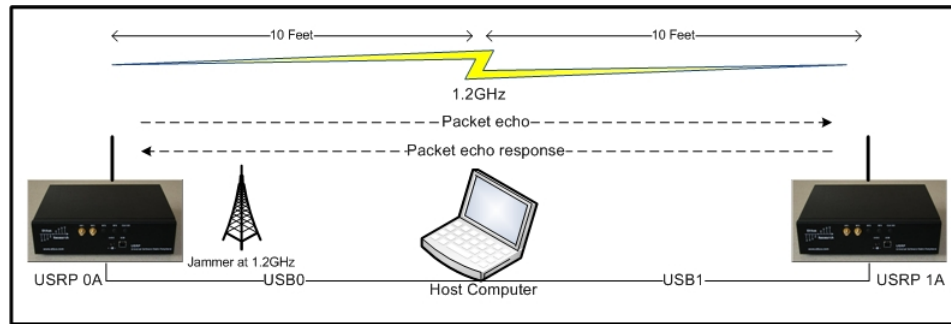 10 Feet 10 Feet
1.2GHz
Packet echo
Packet echo response
Jammer at 1.2GHz
USRP 0A USB0 Host Computer USB1 USRP 1A